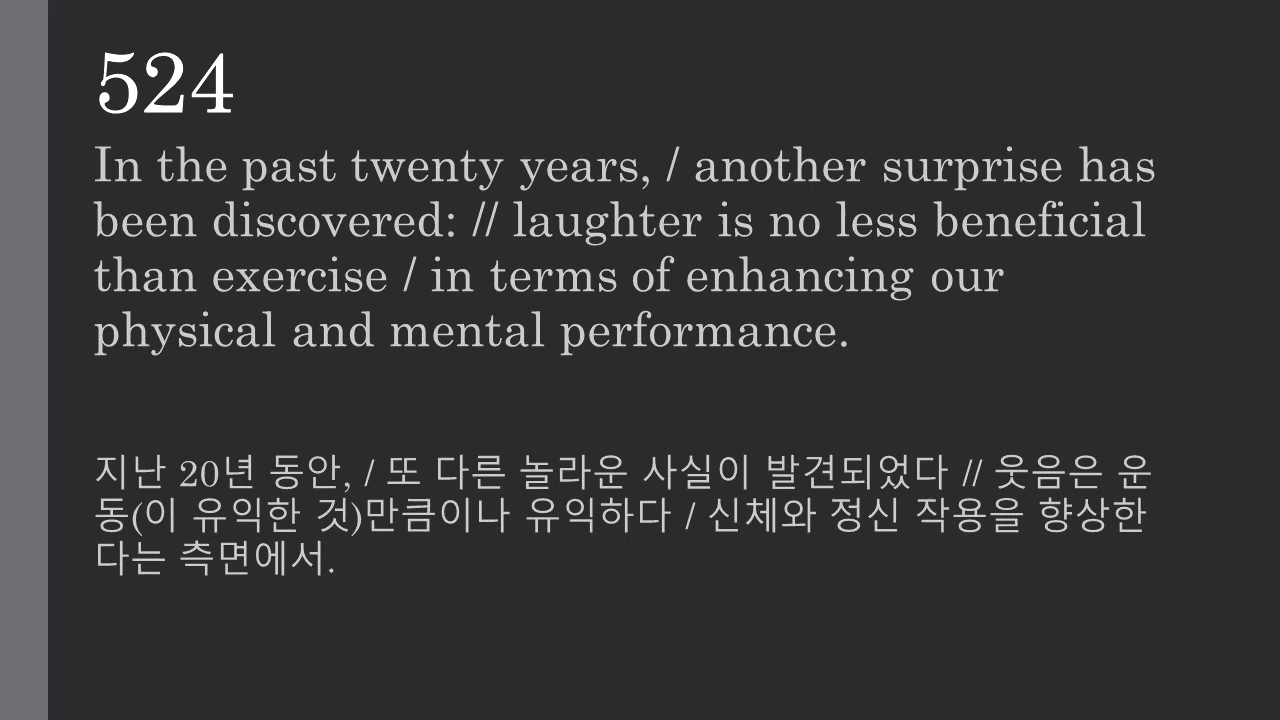 524
In the past twenty years, / another surprise has
been discovered: // laughter is no less beneficial
than exercise / in terms of enhancing our
physical and mental performance.
지난 20년 동안, / 또 다른 놀라운 사실이 발견되었다 // 웃음은 운
동(이 유익한 것)만큼이나 유익하다 / 신체와 정신 작용을 향상한
다는 측면에서.